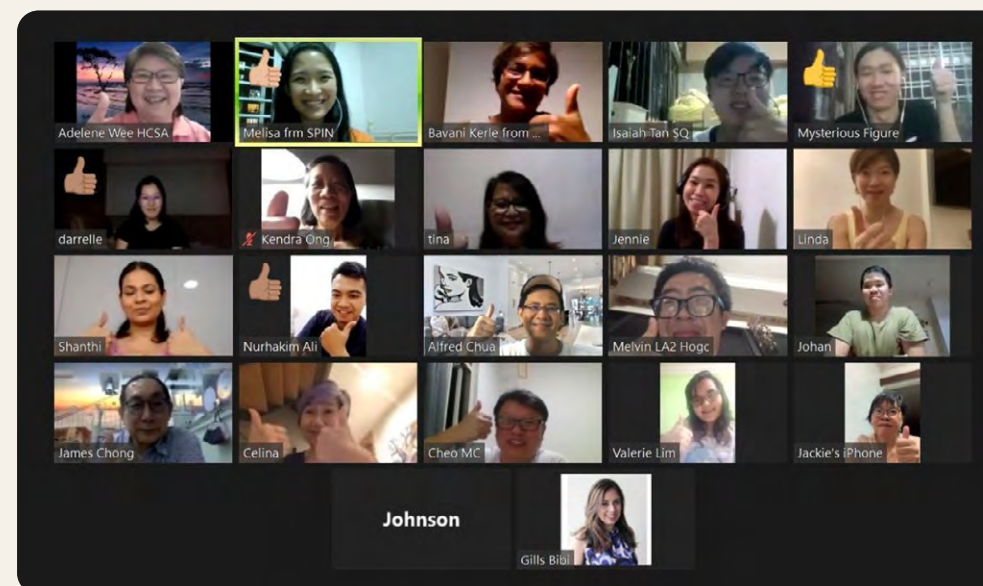 Adelene Wee HCSA
Melisa frm SPIN
Bavani Kerle from ...
Isaiah Tan SQ
Mysterious Figure
darrelle
Kendra Ong
tina
Jennie
Linda
Shanthi
Nurhakim Ali
Alfred Chua
Melvin LA2 Hogc
Johan
James Chong
Celina
Cheo MC
Valerie Lim
Jackie's iPhone
Johnson
Gills Bibi